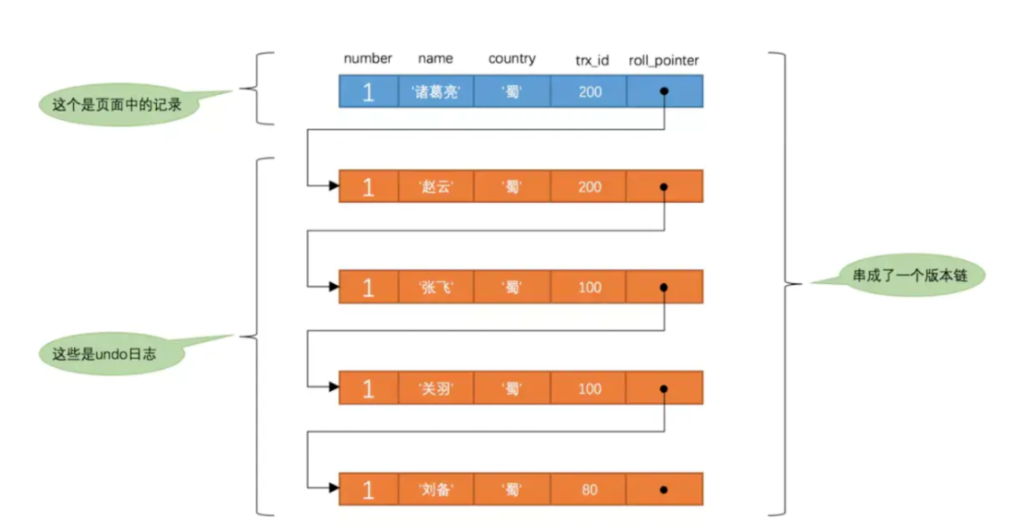 number name country trx_id roll_pointer
1 '诸葛亮' '蜀' 200
这个是页面中的记录
1 '赵云' '蜀' 200
1 '张飞' '蜀' 100
串成了一个版本链
这些是undo日志
1 '关羽' '蜀' 100
1 '刘备' '蜀' 80